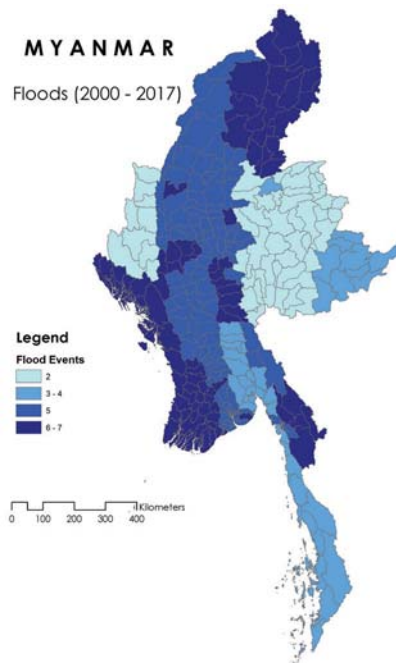 MYANMAR
Floods (2000 - 2017)
Legend
Flood Events
2
3 - 4
5
6 - 7
Kilometers
0 50 100 200 300 400